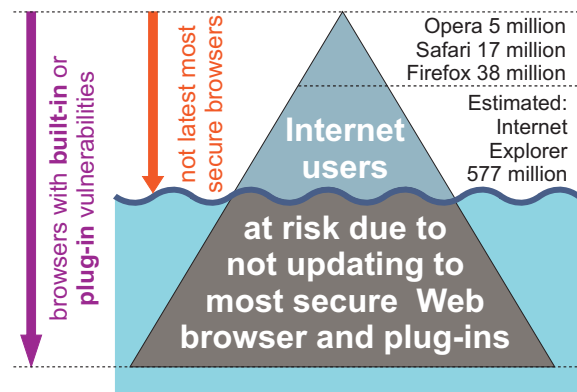 browsers with built-in or
plug-in vulnerabilities
not latest most
secure browsers
Opera 5 million
Safari 17 million
Firefox 38 million
Estimated:
Internet
Explorer
577 million
Internet
users
at risk due to
not updating to
most secure Web
browser and plug-ins